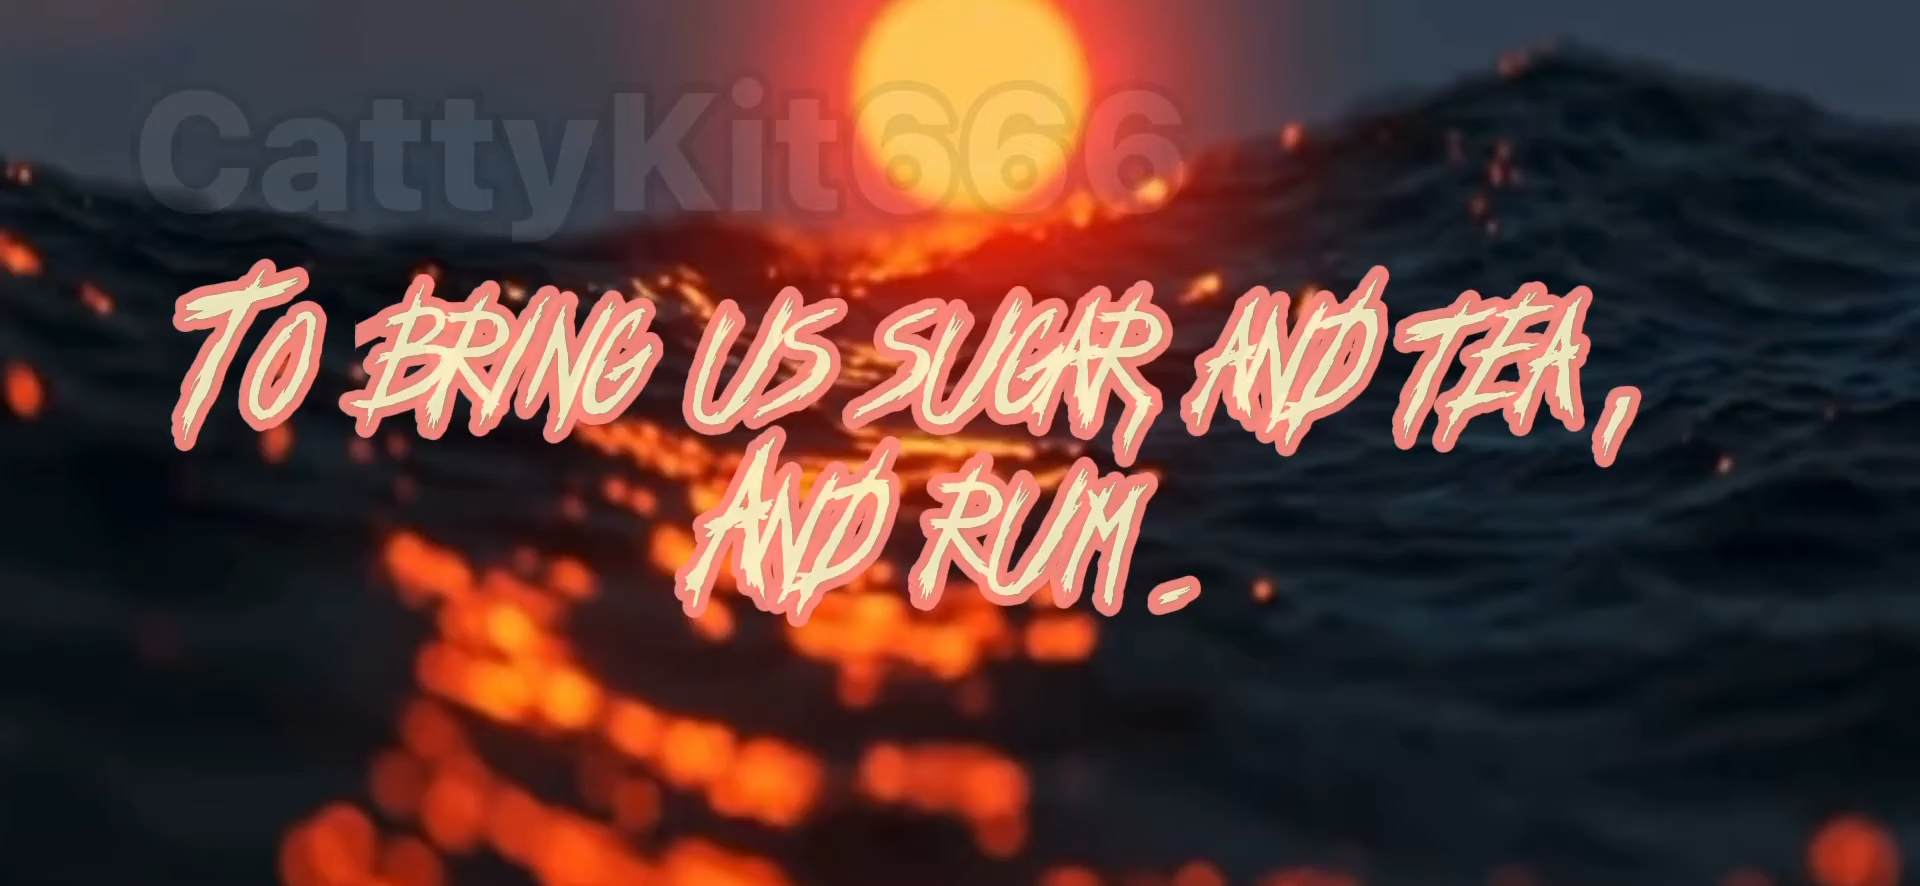 CattyKit666
To bring us sugar and tea,
And rum.